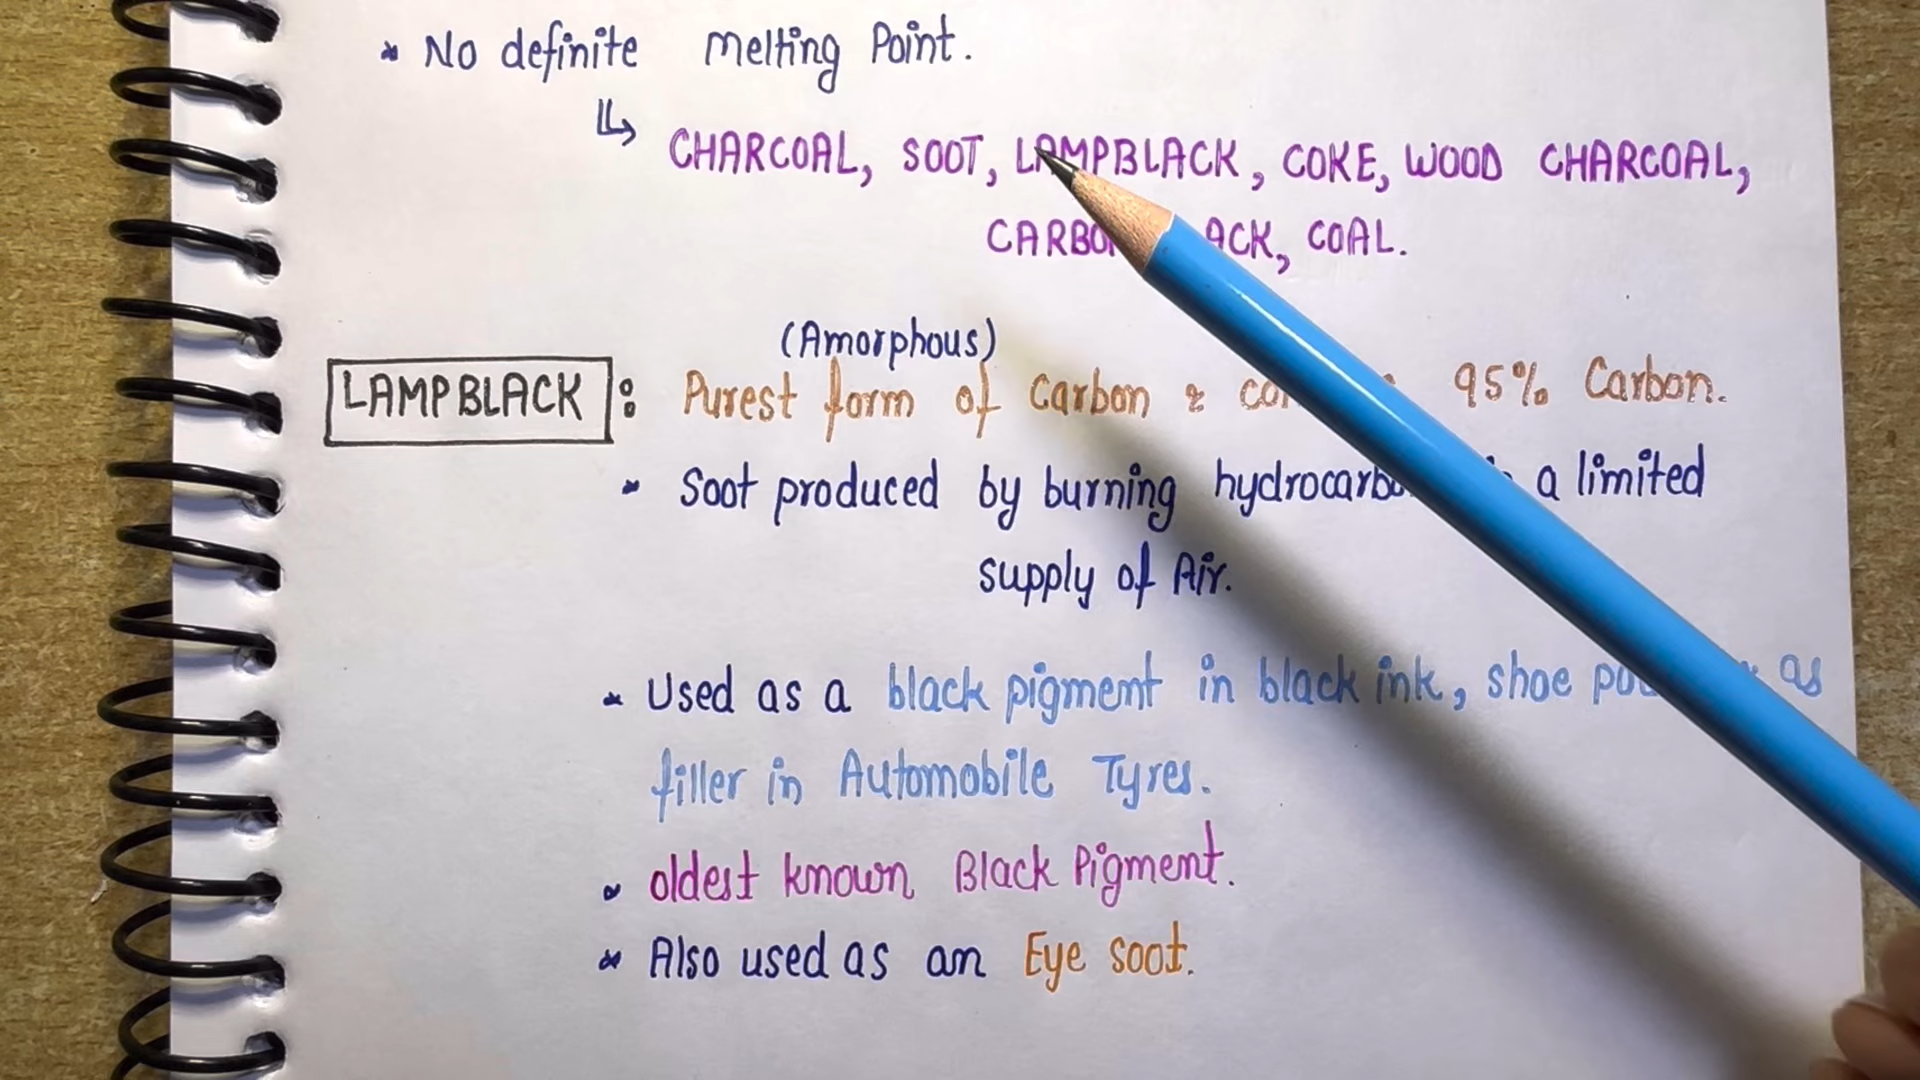 * No definite melting Point.
CHARCOAL, SOOT, LAMPBLACK, COKE, WOOD CHARCOAL,
COAL.
(Amorphous)
LAMPBLACK : Purest form of Carbon & 95% Carbon.
* Soot produced by burning a limited
supply of Air.
* Used as a black pigment in black ink, shoe as
filler in Automobile Tyres.
* oldest known Black Pigment.
* Also used as an Eye soot.